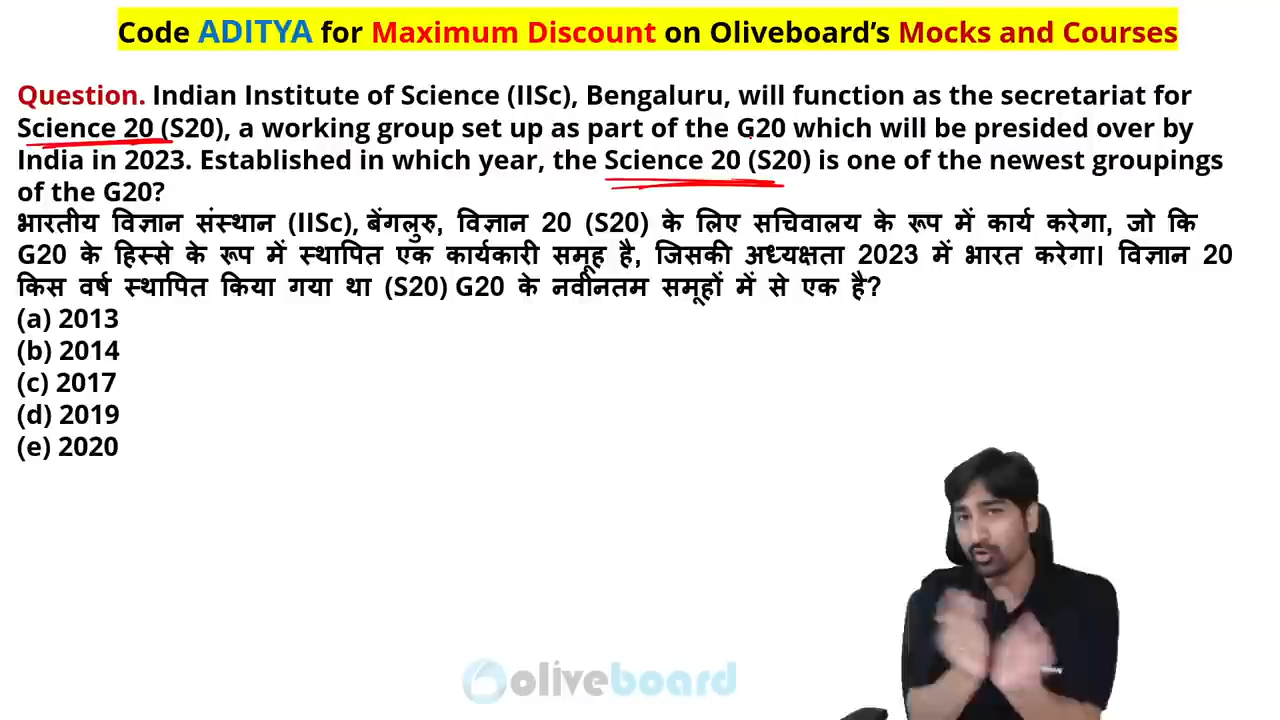 Code ADITYA for Maximum Discount on Oliveboard's Mocks and Courses
Question. Indian Institute of Science (IISc), Bengaluru, will function as the secretariat for
Science 20 (S20), a working group set up as part of the G20 which will be presided over by
India in 2023. Established in which year, the Science 20 (S20) is one of the newest groupings
of the G20?
भारतीय विज्ञान संस्थान (IISc), बेंगलुरु, विज्ञान 20 (S20) के लिए सचिवालय के रूप में कार्य करेगा, जो कि
G20 के हिस्से के रूप में स्थापित एक कार्यकारी समूह है, जिसकी अध्यक्षता 2023 में भारत करेगा। विज्ञान 20
किस वर्ष स्थापित किया गया था (S20) G20 के नवीनतम समूहों में से एक है?
(a) 2013
(b) 2014
(c) 2017
(d) 2019
(e) 2020
oliveboard